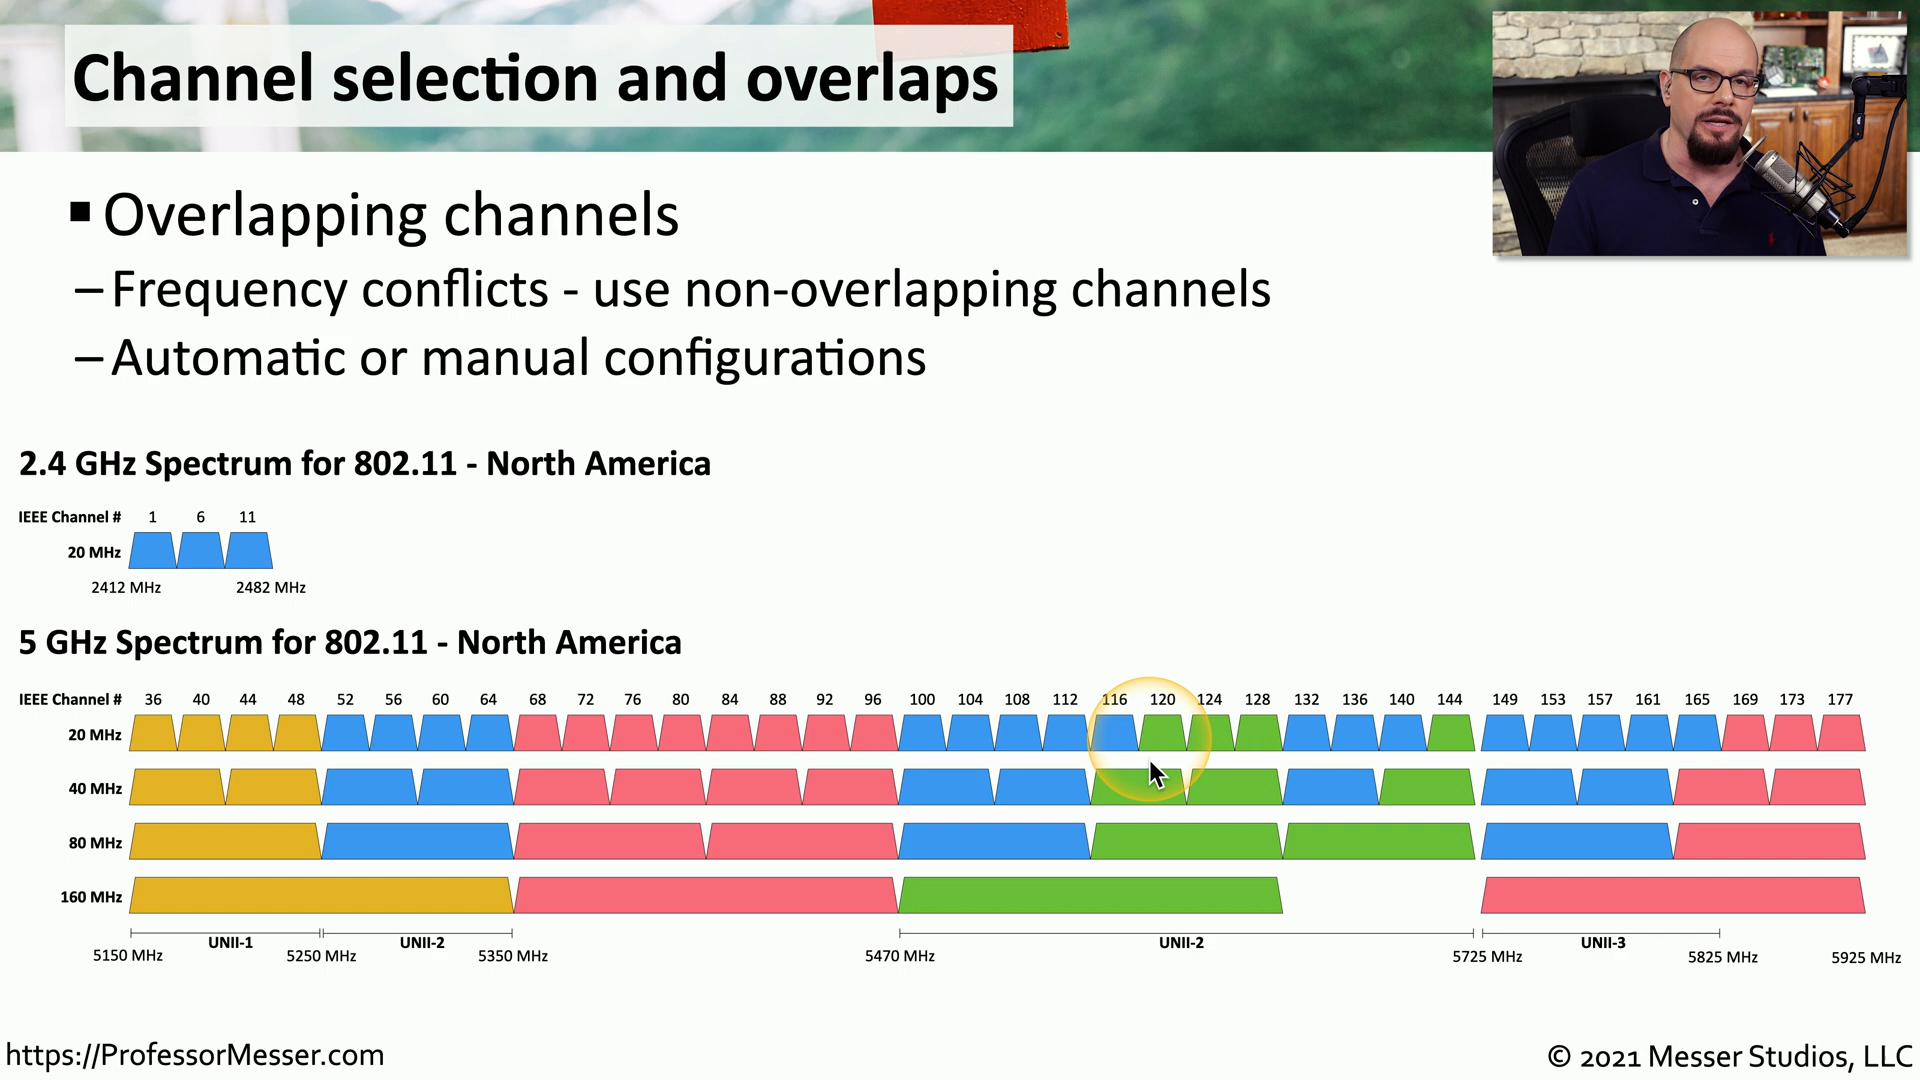 Channel selection and overlaps
▪ Overlapping channels
– Frequency conflicts - use non-overlapping channels
– Automatic or manual configurations
2.4 GHz Spectrum for 802.11 - North America
IEEE Channel # 1 6 11
20 MHz
2412 MHz 2482 MHz
5 GHz Spectrum for 802.11 - North America
IEEE Channel # 36 40 44 48 52 56 60 64 68 72 76 80 84 88 92 96 100 104 108 112 116 120 124 128 132 136 140 144 149 153 157 161 165 169 173 177
20 MHz
40 MHz
80 MHz
160 MHz
UNII-1 UNII-2 UNII-2 UNII-3
5150 MHz 5250 MHz 5350 MHz 5470 MHz 5725 MHz 5825 MHz 5925 MHz
https://ProfessorMesser.com
© 2021 Messer Studios, LLC